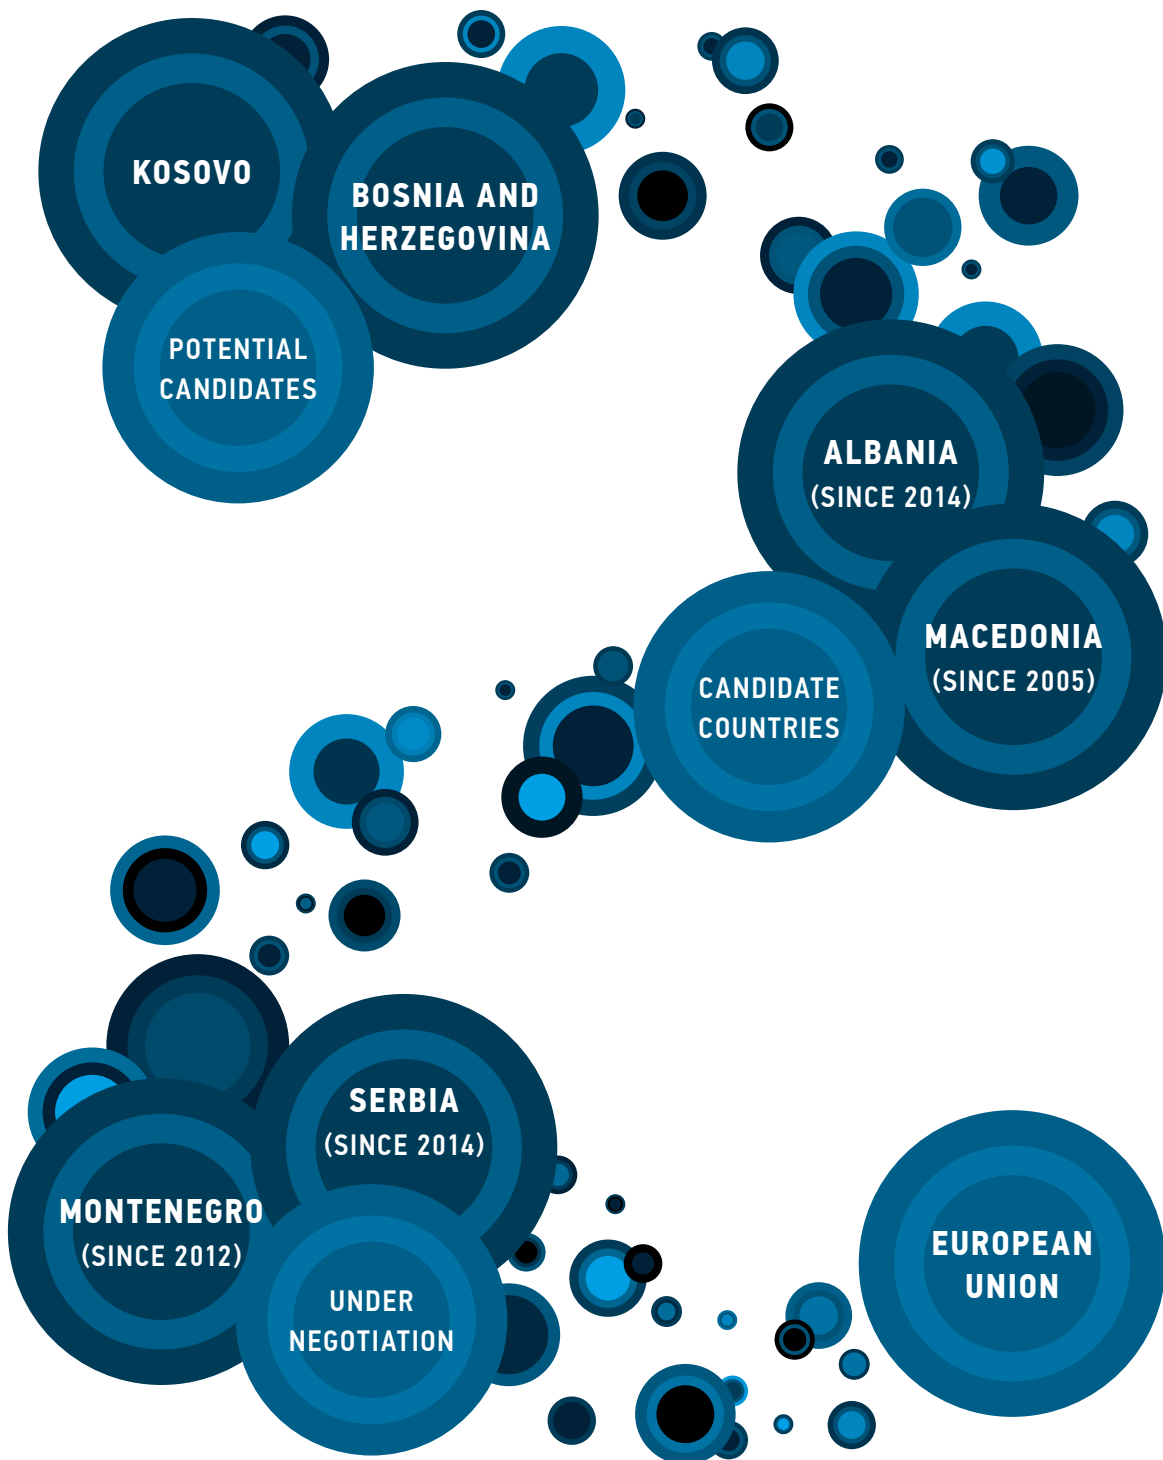 KOSOVO
BOSNIA AND
HERZEGOVINA
POTENTIAL
CANDIDATES
ALBANIA
(SINCE 2014)
MACEDONIA
(SINCE 2005)
CANDIDATE
COUNTRIES
SERBIA
(SINCE 2014)
MONTENEGRO
(SINCE 2012)
UNDER
NEGOTIATION
EUROPEAN
UNION